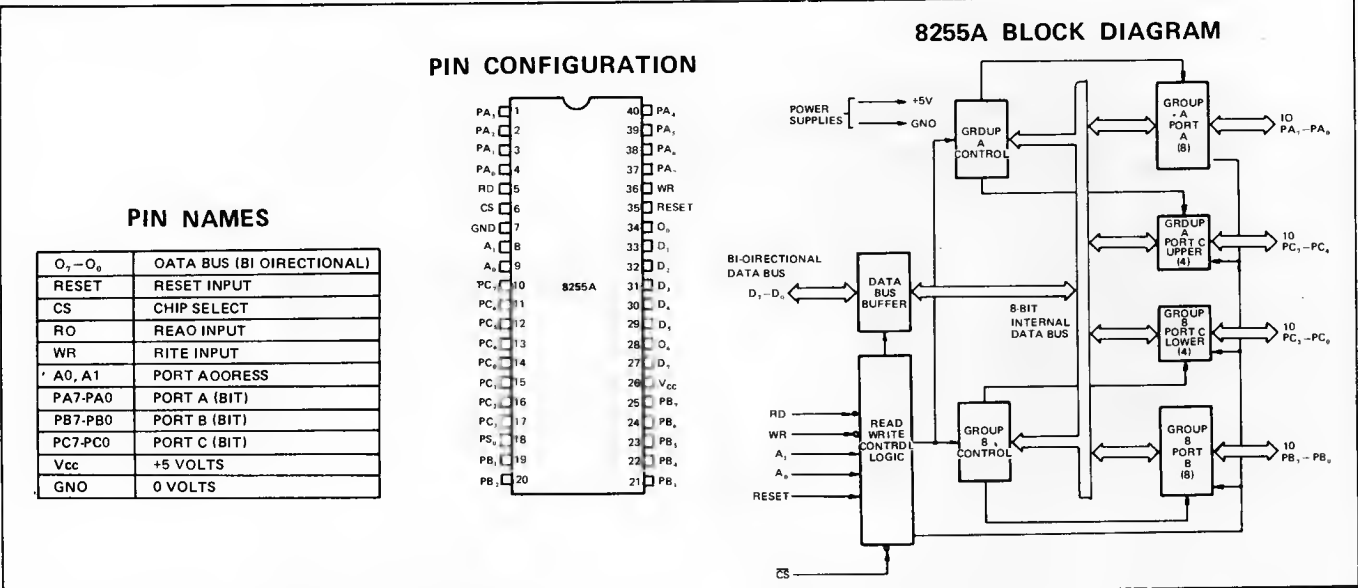 8255A BLOCK DIAGRAM
PIN CONFIGURATION
PIN NAMES
O₇–O₀ OATA BUS (BI OIRECTIONAL)
RESET RESET INPUT
CS CHIP SELECT
RO REAO INPUT
WR RITE INPUT
A0, A1 PORT AOORESS
PA7-PA0 PORT A (BIT)
PB7-PB0 PORT B (BIT)
PC7-PC0 PORT C (BIT)
Vcc +5 VOLTS
GNO 0 VOLTS
PA₃ 1 40 PA₄
PA₂ 2 39 PA₅
PA₁ 3 38 PA₆
PA₀ 4 37 PA₇
RD 5 36 WR
CS 6 35 RESET
GND 7 34 O₀
A₁ 8 33 D₁
A₀ 9 32 D₂
PC₇ 10 8255A 31 D₃
PC₆ 11 30 D₄
PC₅ 12 29 D₅
PC₄ 13 28 O₆
PC₀ 14 27 D₇
PC₁ 15 26 Vcc
PC₂ 16 25 PB₇
PC₃ 17 24 PB₆
PS₀ 18 23 PB₅
PB₁ 19 22 PB₄
PB₂ 20 21 PB₃
POWER
SUPPLIES
+5V
GNO
GRDUP
A
CONTROL
GROUP
A
PORT
A
(8)
IO
PA₇–PA₀
GRDUP
A
PORT C
UPPER
(4)
10
PC₇–PC₄
BI-OIRECTIONAL
DATA BUS
D₇–D₀
DATA
BUS
BUFFER
8-BIT
INTERNAL
DATA BUS
GROUP
B
PORT C
LOWER
(4)
10
PC₃–PC₀
RD
WR
A₁
A₀
RESET
READ
WRITE
CONTRDL
LOGIC
GROUP
B
CONTROL
GROUP
B
PORT
B
(8)
10
PB₇–PB₀
CS